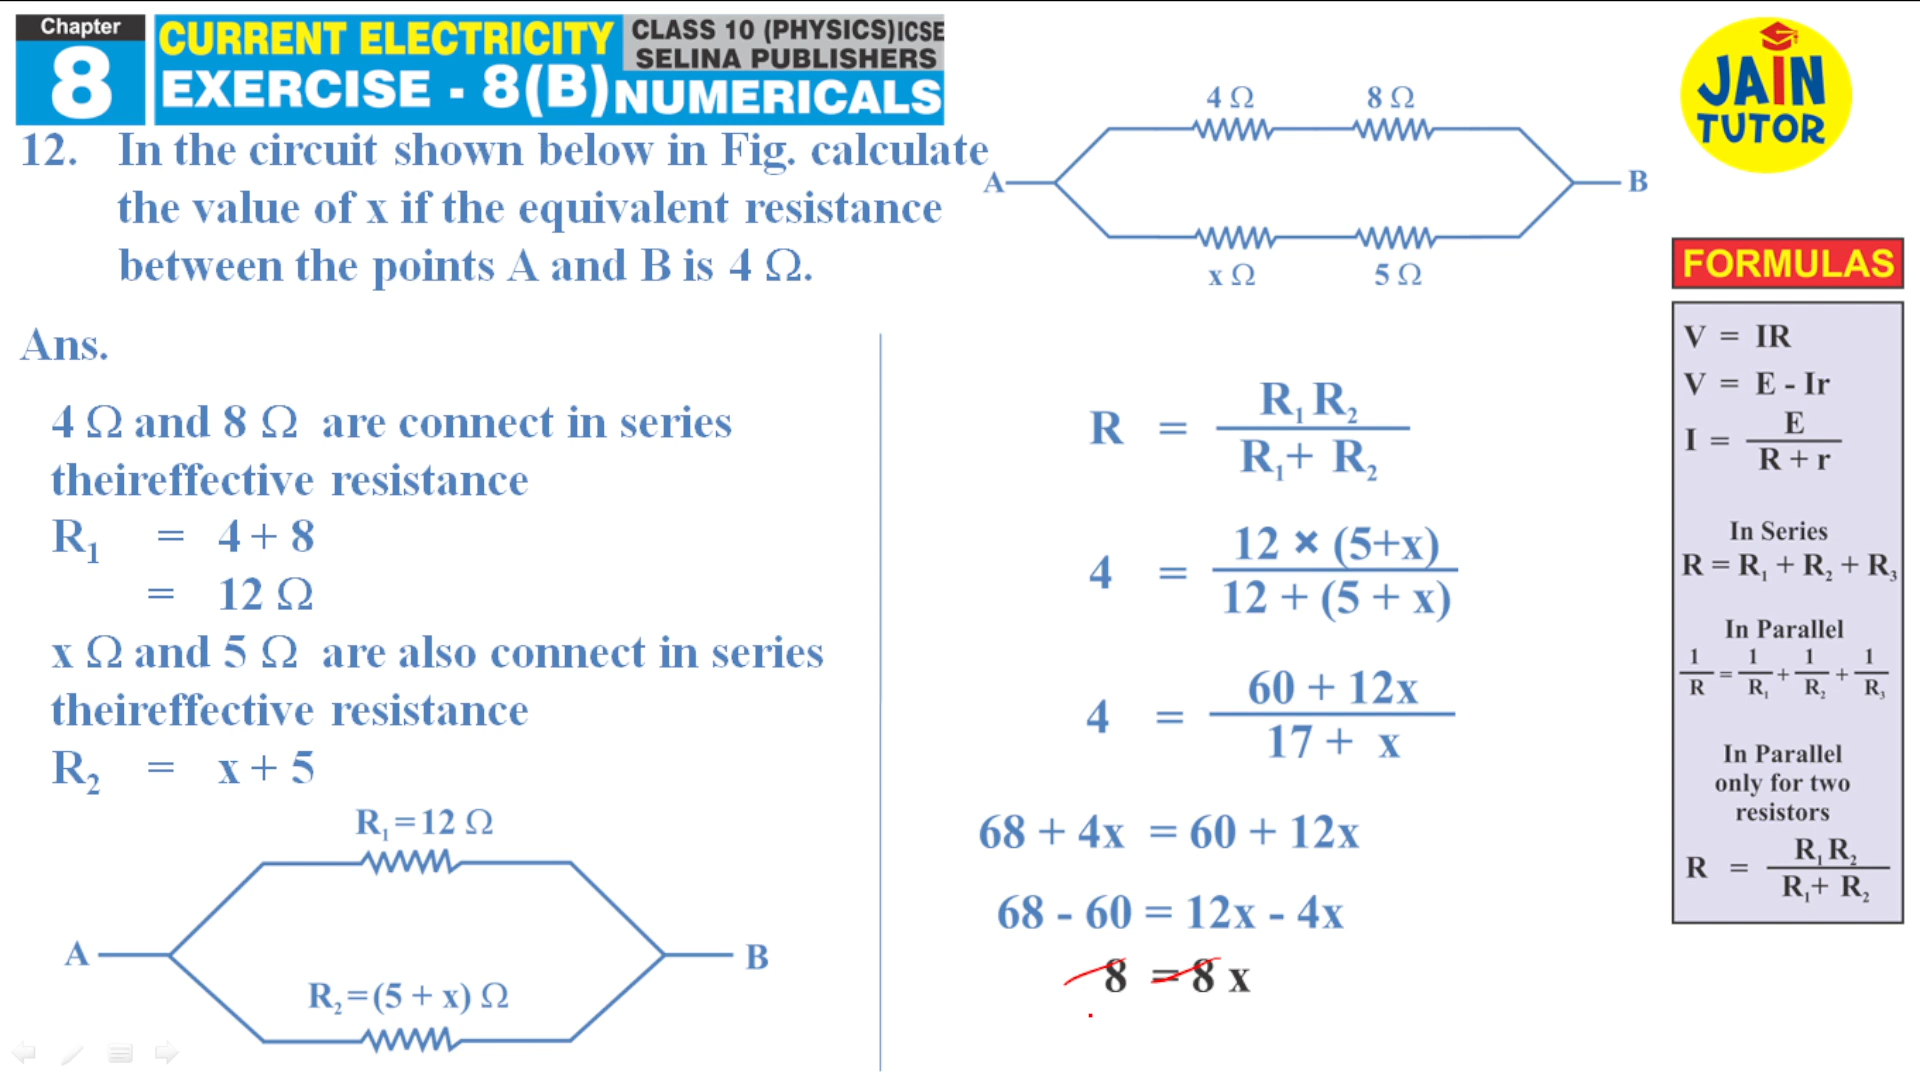 Chapter
8
CURRENT ELECTRICITY
EXERCISE - 8(B) NUMERICALS
CLASS 10 (PHYSICS)ICSE
SELINA PUBLISHERS
12. In the circuit shown below in Fig. calculate
the value of x if the equivalent resistance
between the points A and B is 4 Ω.
4 Ω 8 Ω
A B
x Ω 5 Ω
JAIN
TUTOR
Ans.
4 Ω and 8 Ω are connect in series
theireffective resistance
R₁ = 4 + 8
= 12 Ω
x Ω and 5 Ω are also connect in series
theireffective resistance
R₂ = x + 5
R₁ = 12 Ω
A B
R₂ = (5 + x) Ω
R = R₁ R₂ / R₁ + R₂
4 = 12 × (5+x) / 12 + (5 + x)
4 = 60 + 12x / 17 + x
68 + 4x = 60 + 12x
68 - 60 = 12x - 4x
8 = 8 x
FORMULAS
V = IR
V = E - Ir
I = E / R + r
In Series
R = R₁ + R₂ + R₃
In Parallel
1/R = 1/R₁ + 1/R₂ + 1/R₃
In Parallel
only for two
resistors
R = R₁ R₂ / R₁ + R₂